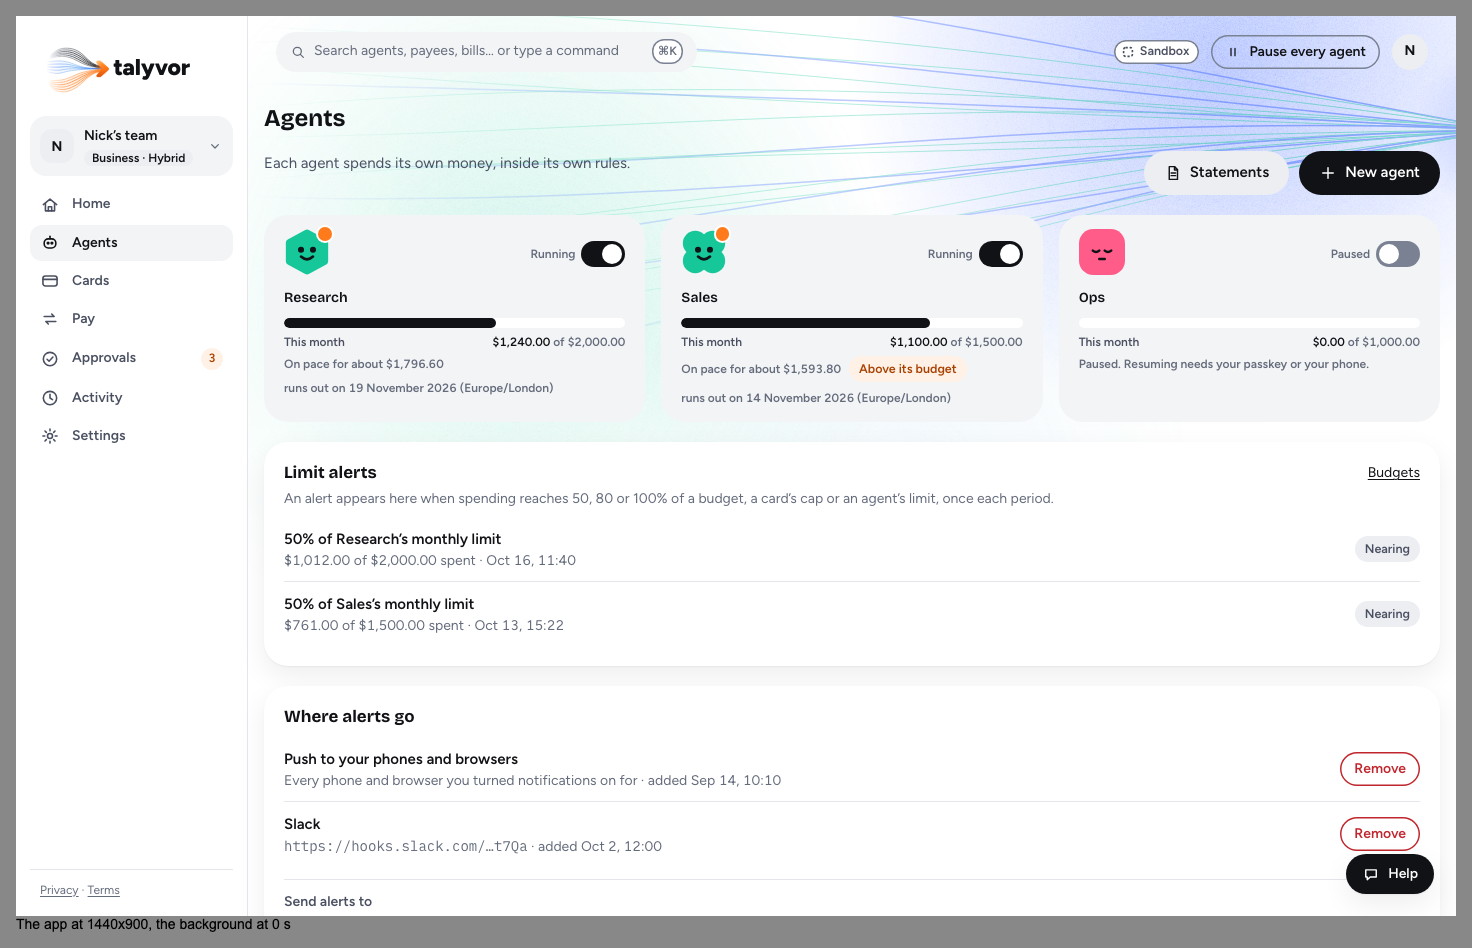 talyvor
Search agents, payees, bills... or type a command
⌘K
Sandbox
Pause every agent
N
N
Nick's team
Business · Hybrid
Home
Agents
Cards
Pay
Approvals
3
Activity
Settings
Privacy · Terms
Agents
Each agent spends its own money, inside its own rules.
Statements
New agent
Running
Research
This month
$1,240.00 of $2,000.00
On pace for about $1,796.60
runs out on 19 November 2026 (Europe/London)
Running
Sales
This month
$1,100.00 of $1,500.00
On pace for about $1,593.80
Above its budget
runs out on 14 November 2026 (Europe/London)
Paused
Ops
This month
$0.00 of $1,000.00
Paused. Resuming needs your passkey or your phone.
Limit alerts
Budgets
An alert appears here when spending reaches 50, 80 or 100% of a budget, a card's cap or an agent's limit, once each period.
50% of Research's monthly limit
$1,012.00 of $2,000.00 spent · Oct 16, 11:40
Nearing
50% of Sales's monthly limit
$761.00 of $1,500.00 spent · Oct 13, 15:22
Nearing
Where alerts go
Push to your phones and browsers
Every phone and browser you turned notifications on for · added Sep 14, 10:10
Remove
Slack
https://hooks.slack.com/…t7Qa · added Oct 2, 12:00
Remove
Send alerts to
Help
The app at 1440x900, the background at 0 s